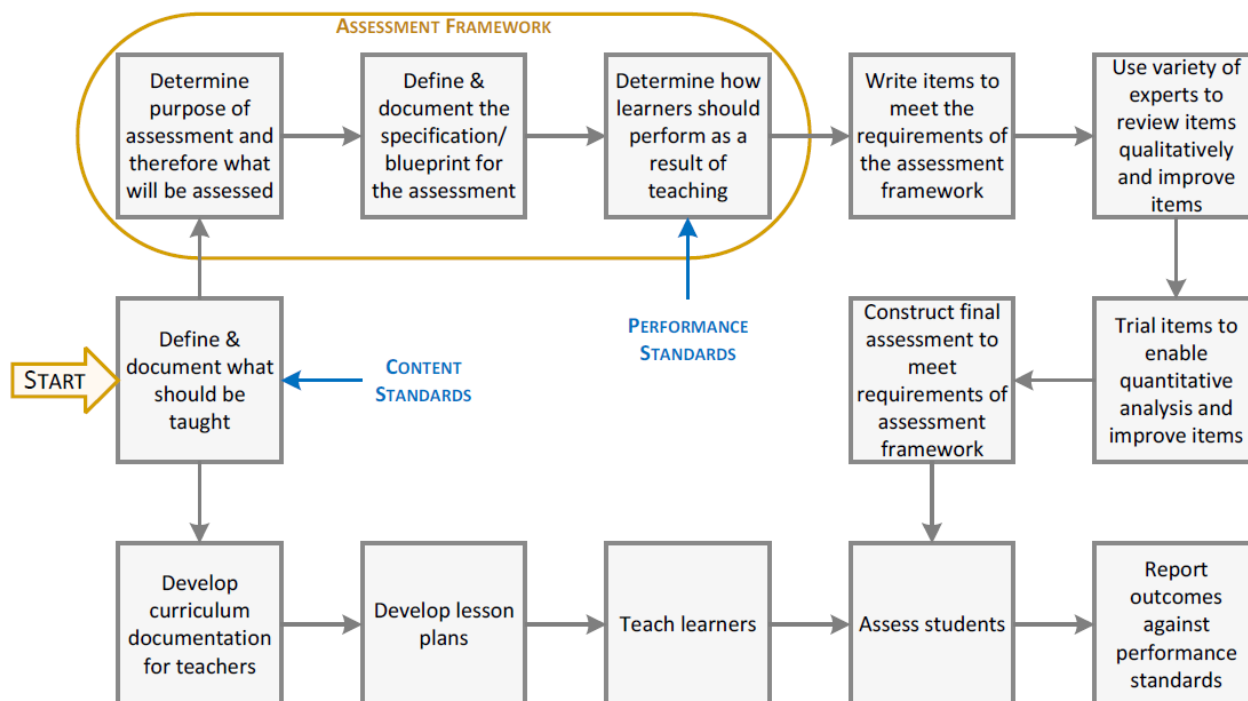 ASSESSMENT FRAMEWORK
Determine
purpose of
assessment and
therefore what
will be assessed
Define &
document the
specification/
blueprint for
the assessment
Determine how
learners should
perform as a
result of
teaching
Write items to
meet the
requirements of
the assessment
framework
Use variety of
experts to
review items
qualitatively
and improve
items
START
Define &
document what
should be
taught
CONTENT
STANDARDS
PERFORMANCE
STANDARDS
Construct final
assessment to
meet
requirements of
assessment
framework
Trial items to
enable
quantitative
analysis and
improve items
Develop
curriculum
documentation
for teachers
Develop lesson
plans
Teach learners
Assess students
Report
outcomes
against
performance
standards